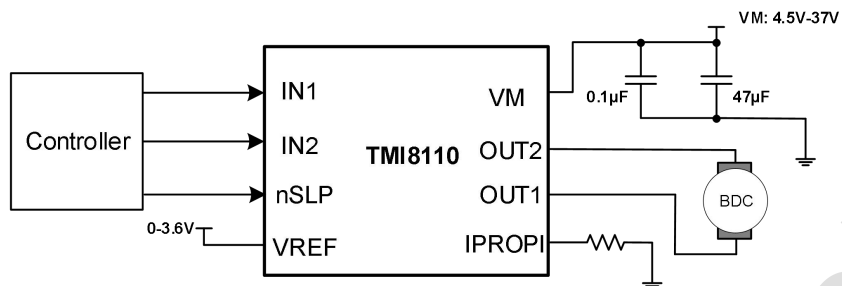 VM: 4.5V-37V
0.1µF
47µF
Controller
IN1
IN2
nSLP
VREF
0-3.6V
TMI8110
VM
OUT2
OUT1
IPROPI
BDC